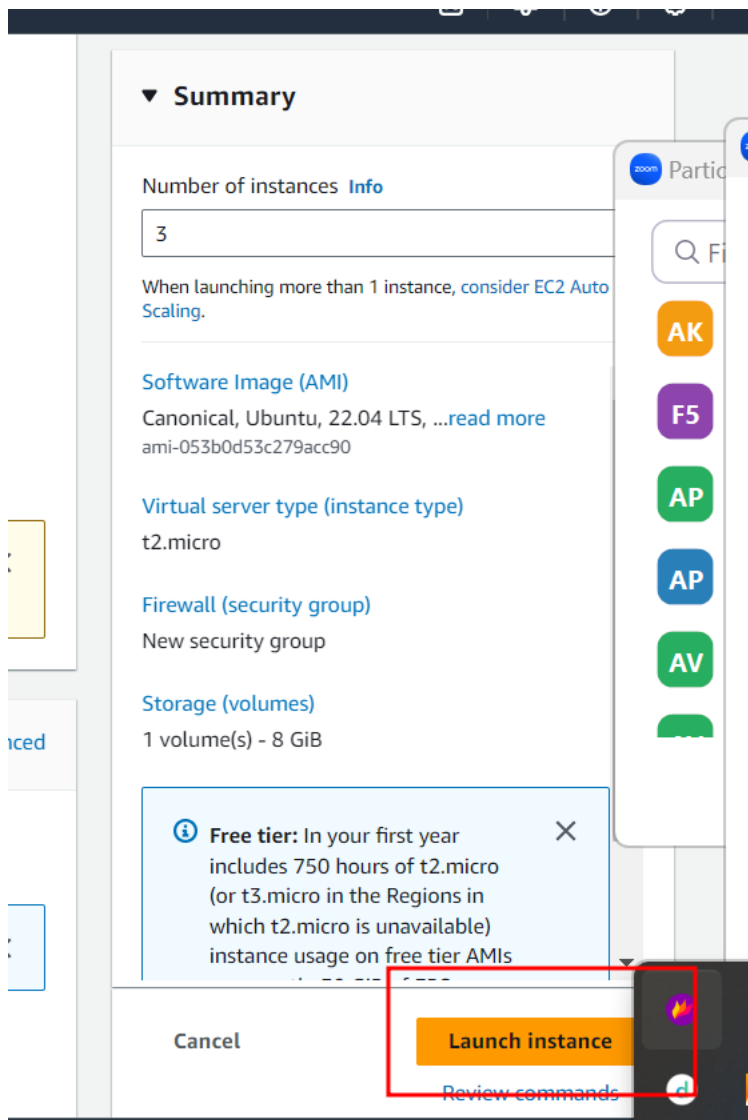 Summary
Number of instances Info
3
When launching more than 1 instance, consider EC2 Auto
Scaling.
Software Image (AMI)
Canonical, Ubuntu, 22.04 LTS, ...read more
ami-053b0d53c279acc90
Virtual server type (instance type)
t2.micro
Firewall (security group)
New security group
Storage (volumes)
1 volume(s) - 8 GiB
Free tier: In your first year
includes 750 hours of t2.micro
(or t3.micro in the Regions in
which t2.micro is unavailable)
instance usage on free tier AMIs
Cancel
Launch instance
Review commands
zoom Partic
Fi
AK
F5
AP
AP
AV
nced
d